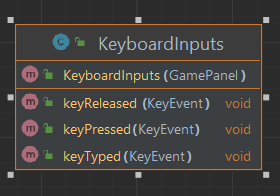 KeyboardInputs
KeyboardInputs(GamePanel)
keyReleased (KeyEvent) void
keyPressed(KeyEvent) void
keyTyped(KeyEvent) void